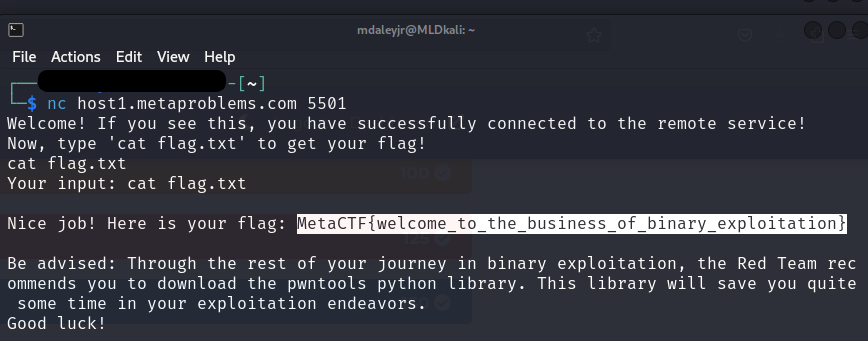 mdaleyjr@MLDkali: ~
File Actions Edit View Help
-[~]
$ nc host1.metaproblems.com 5501
Welcome! If you see this, you have successfully connected to the remote service!
Now, type 'cat flag.txt' to get your flag!
cat flag.txt
Your input: cat flag.txt
Nice job! Here is your flag: MetaCTF{welcome_to_the_business_of_binary_exploitation}
Be advised: Through the rest of your journey in binary exploitation, the Red Team rec
ommends you to download the pwntools python library. This library will save you quite
some time in your exploitation endeavors.
Good luck!